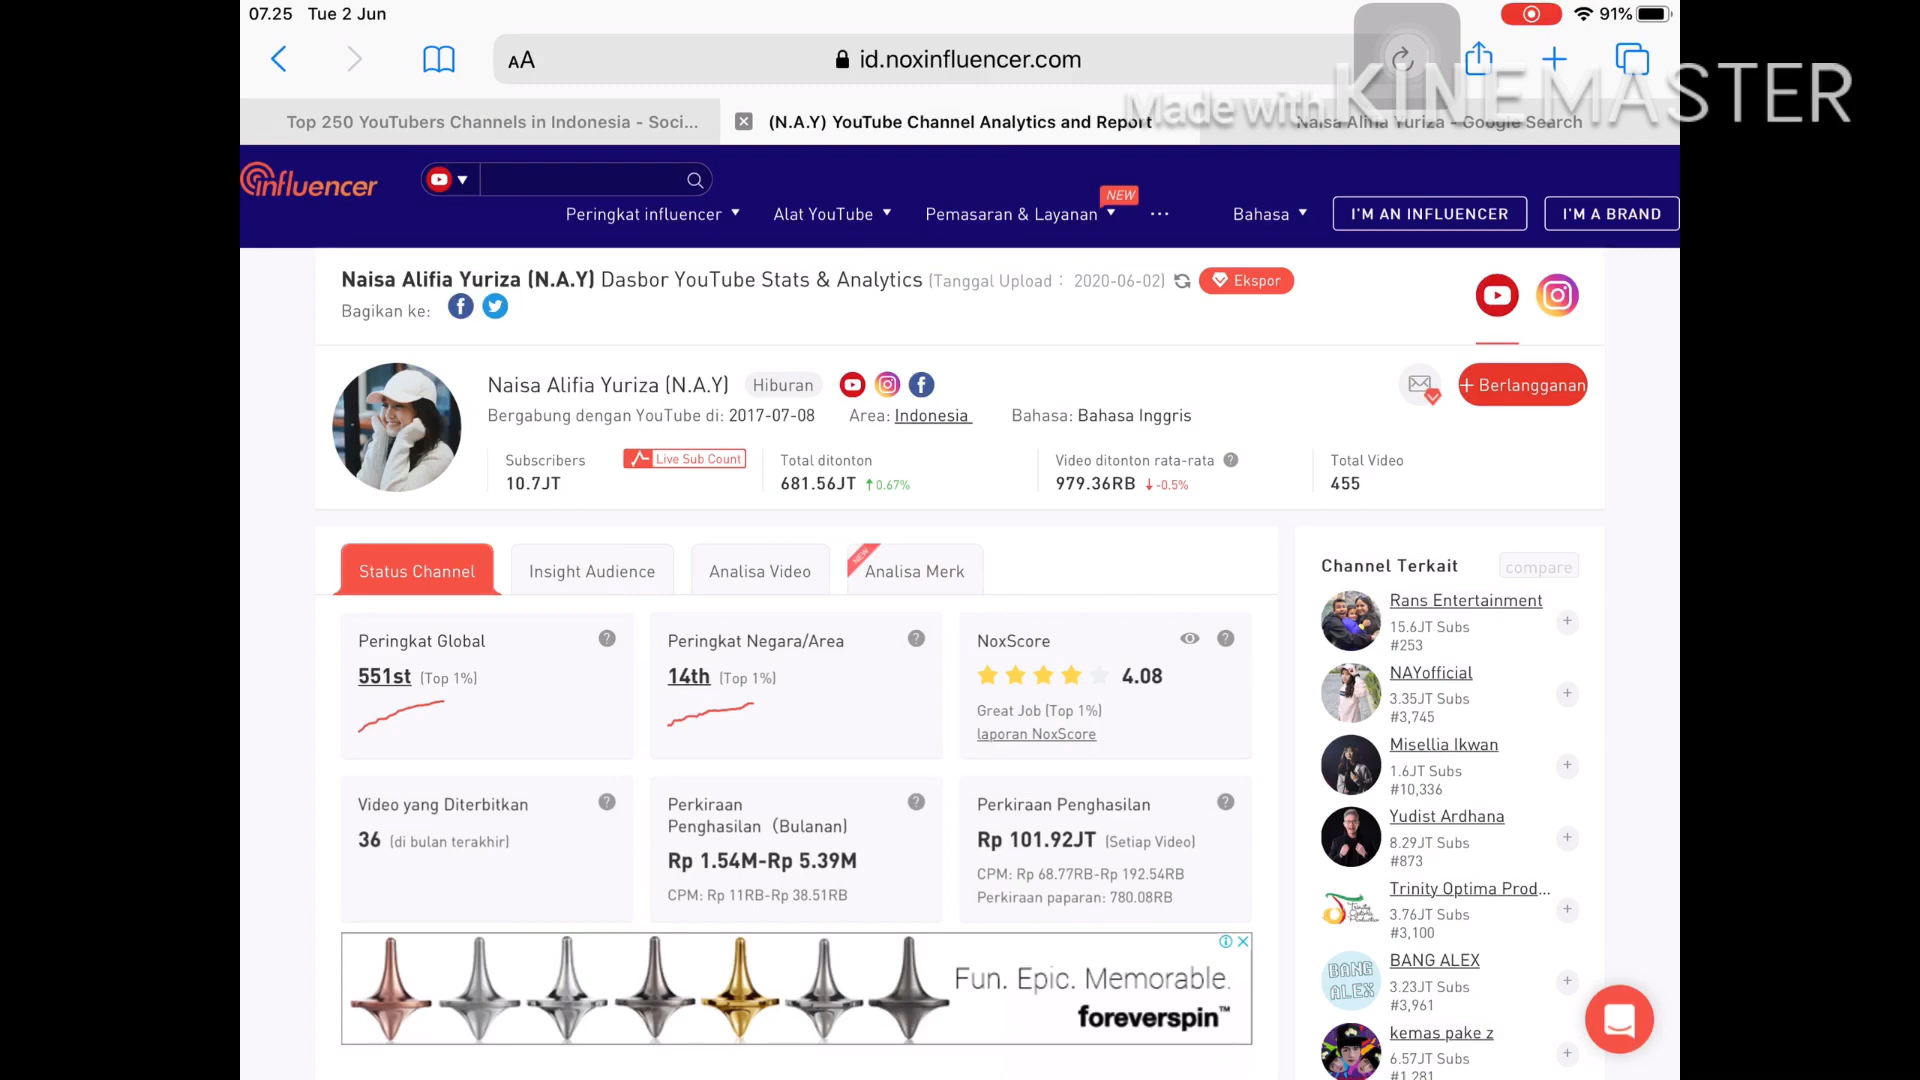 07.25 Tue 2 Jun
91%
AA
id.noxinfluencer.com
Made with KINEMASTER
Top 250 YouTubers Channels in Indonesia - Soci...
(N.A.Y) YouTube Channel Analytics and Report
Naisa Alifia Yuriza - Google Search
influencer
NEW
Peringkat influencer
Alat YouTube
Pemasaran & Layanan
...
Bahasa
I'M AN INFLUENCER
I'M A BRAND
Naisa Alifia Yuriza (N.A.Y) Dasbor YouTube Stats & Analytics (Tanggal Upload : 2020-06-02)
Ekspor
Bagikan ke:
Naisa Alifia Yuriza (N.A.Y)
Hiburan
+ Berlangganan
Bergabung dengan YouTube di: 2017-07-08
Area: Indonesia
Bahasa: Bahasa Inggris
Subscribers
Live Sub Count
10.7JT
Total ditonton
681.56JT 0.67%
Video ditonton rata-rata
979.36RB -0.5%
Total Video
455
Status Channel
Insight Audience
Analisa Video
NEW
Analisa Merk
Peringkat Global
551st (Top 1%)
Peringkat Negara/Area
14th (Top 1%)
NoxScore
4.08
Great Job (Top 1%)
laporan NoxScore
Video yang Diterbitkan
36 (di bulan terakhir)
Perkiraan
Penghasilan (Bulanan)
Rp 1.54M-Rp 5.39M
CPM: Rp 11RB-Rp 38.51RB
Perkiraan Penghasilan
Rp 101.92JT (Setiap Video)
CPM: Rp 68.77RB-Rp 192.54RB
Perkiraan paparan: 780.08RB
Fun. Epic. Memorable.
foreverspin™
Channel Terkait
compare
Rans Entertainment
15.6JT Subs
#253
NAYofficial
3.35JT Subs
#3,745
Misellia Ikwan
1.6JT Subs
#10,336
Yudist Ardhana
8.29JT Subs
#873
Trinity Optima Production
Trinity Optima Prod...
3.76JT Subs
#3,100
BANG ALEX
BANG ALEX
3.23JT Subs
#3,961
kemas pake z
6.57JT Subs
#1,281